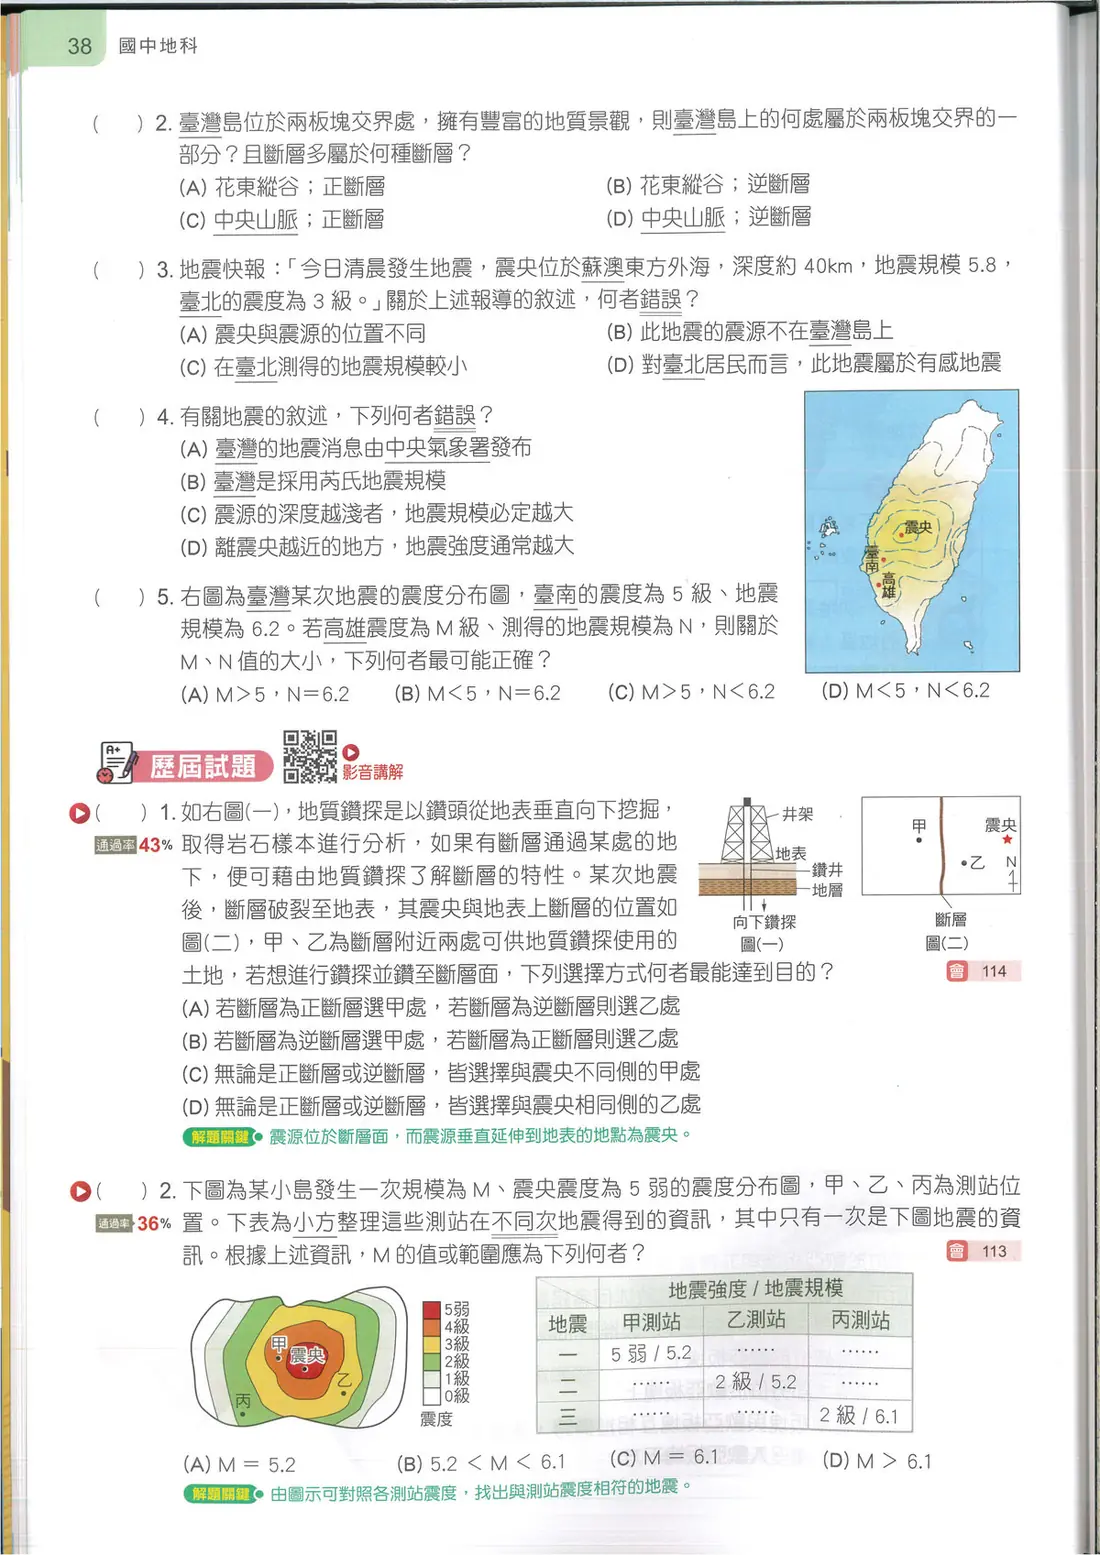 38 國中地科
( ) 2. 臺灣島位於兩板塊交界處，擁有豐富的地質景觀，則臺灣島上的何處屬於兩板塊交界的一
部分？且斷層多屬於何種斷層？
(A) 花東縱谷；正斷層 (B) 花東縱谷；逆斷層
(C) 中央山脈；正斷層 (D) 中央山脈；逆斷層
( ) 3. 地震快報：「今日清晨發生地震，震央位於蘇澳東方外海，深度約 40km，地震規模 5.8，
臺北的震度為 3 級。」關於上述報導的敘述，何者錯誤？
(A) 震央與震源的位置不同 (B) 此地震的震源不在臺灣島上
(C) 在臺北測得的地震規模較小 (D) 對臺北居民而言，此地震屬於有感地震
( ) 4. 有關地震的敘述，下列何者錯誤？
(A) 臺灣的地震消息由中央氣象署發布
(B) 臺灣是採用芮氏地震規模
(C) 震源的深度越淺者，地震規模必定越大
(D) 離震央越近的地方，地震強度通常越大
震央
臺南
高雄
( ) 5. 右圖為臺灣某次地震的震度分布圖，臺南的震度為 5 級、地震
規模為 6.2。若高雄震度為 M 級、測得的地震規模為 N，則關於
M、N 值的大小，下列何者最可能正確？
(A) M＞5，N＝6.2 (B) M＜5，N＝6.2 (C) M＞5，N＜6.2 (D) M＜5，N＜6.2
A+ 歷屆試題 影音講解
( ) 1. 如右圖(一)，地質鑽探是以鑽頭從地表垂直向下挖掘，
通過率 43% 取得岩石樣本進行分析，如果有斷層通過某處的地
下，便可藉由地質鑽探了解斷層的特性。某次地震
後，斷層破裂至地表，其震央與地表上斷層的位置如
圖(二)，甲、乙為斷層附近兩處可供地質鑽探使用的
土地，若想進行鑽探並鑽至斷層面，下列選擇方式何者最能達到目的？ 會 114
井架
地表
鑽井
地層
向下鑽探
圖(一)
甲 震央
乙 N
斷層
圖(二)
(A) 若斷層為正斷層選甲處，若斷層為逆斷層則選乙處
(B) 若斷層為逆斷層選甲處，若斷層為正斷層則選乙處
(C) 無論是正斷層或逆斷層，皆選擇與震央不同側的甲處
(D) 無論是正斷層或逆斷層，皆選擇與震央相同側的乙處
解題關鍵 震源位於斷層面，而震源垂直延伸到地表的地點為震央。
( ) 2. 下圖為某小島發生一次規模為 M、震央震度為 5 弱的震度分布圖，甲、乙、丙為測站位
通過率 36% 置。下表為小方整理這些測站在不同次地震得到的資訊，其中只有一次是下圖地震的資
訊。根據上述資訊，M 的值或範圍應為下列何者？ 會 113
甲
震央
乙
丙
5弱
4級
3級
2級
1級
0級
震度
地震強度 / 地震規模
地震 甲測站 乙測站 丙測站
一 5 弱 / 5.2 …… ……
二 …… 2 級 / 5.2 ……
三 …… …… 2 級 / 6.1
(A) M = 5.2 (B) 5.2 < M < 6.1 (C) M = 6.1 (D) M > 6.1
解題關鍵 由圖示可對照各測站震度，找出與測站震度相符的地震。